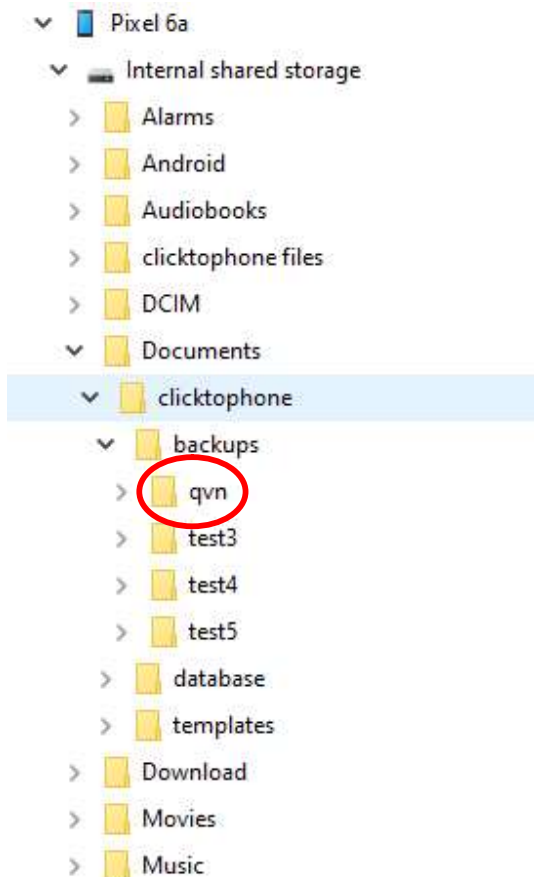 Pixel 6a
Internal shared storage
Alarms
Android
Audiobooks
clicktophone files
DCIM
Documents
clicktophone
backups
qvn
test3
test4
test5
database
templates
Download
Movies
Music